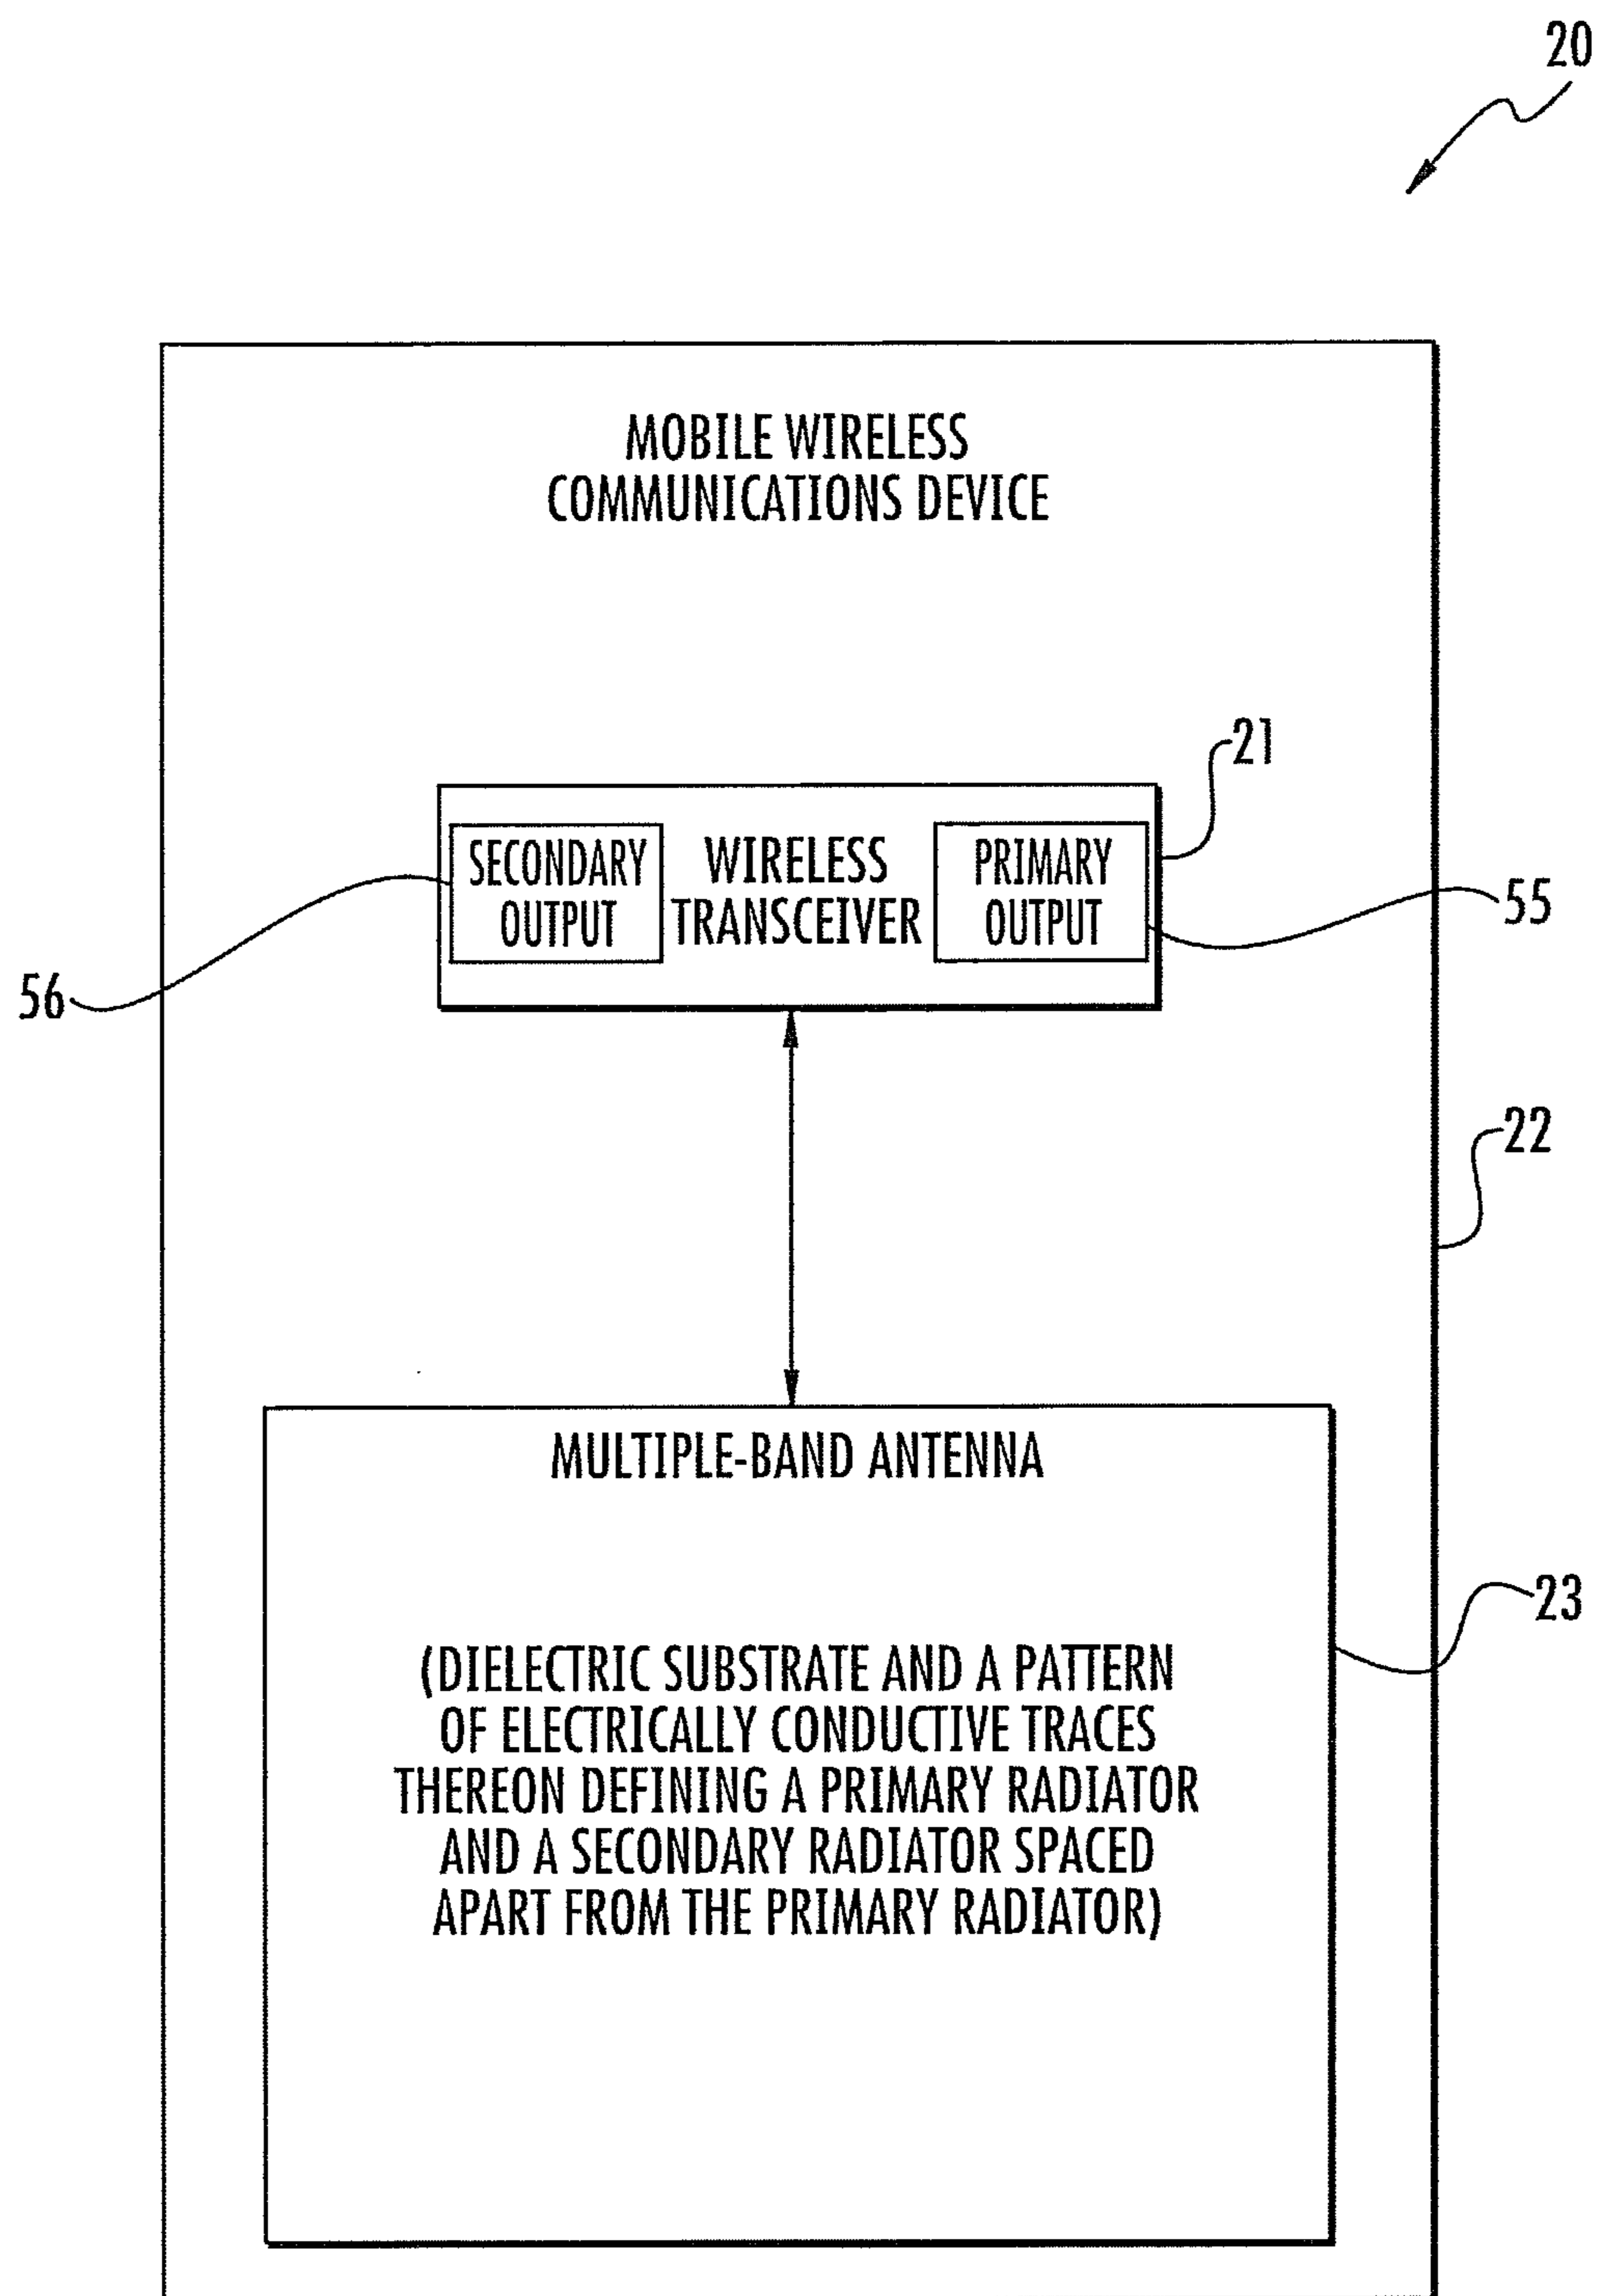 20
MOBILE WIRELESS
COMMUNICATIONS DEVICE
21
SECONDARY
OUTPUT
WIRELESS
TRANSCEIVER
PRIMARY
OUTPUT
55
56
22
MULTIPLE-BAND ANTENNA
23
(DIELECTRIC SUBSTRATE AND A PATTERN
OF ELECTRICALLY CONDUCTIVE TRACES
THEREON DEFINING A PRIMARY RADIATOR
AND A SECONDARY RADIATOR SPACED
APART FROM THE PRIMARY RADIATOR)